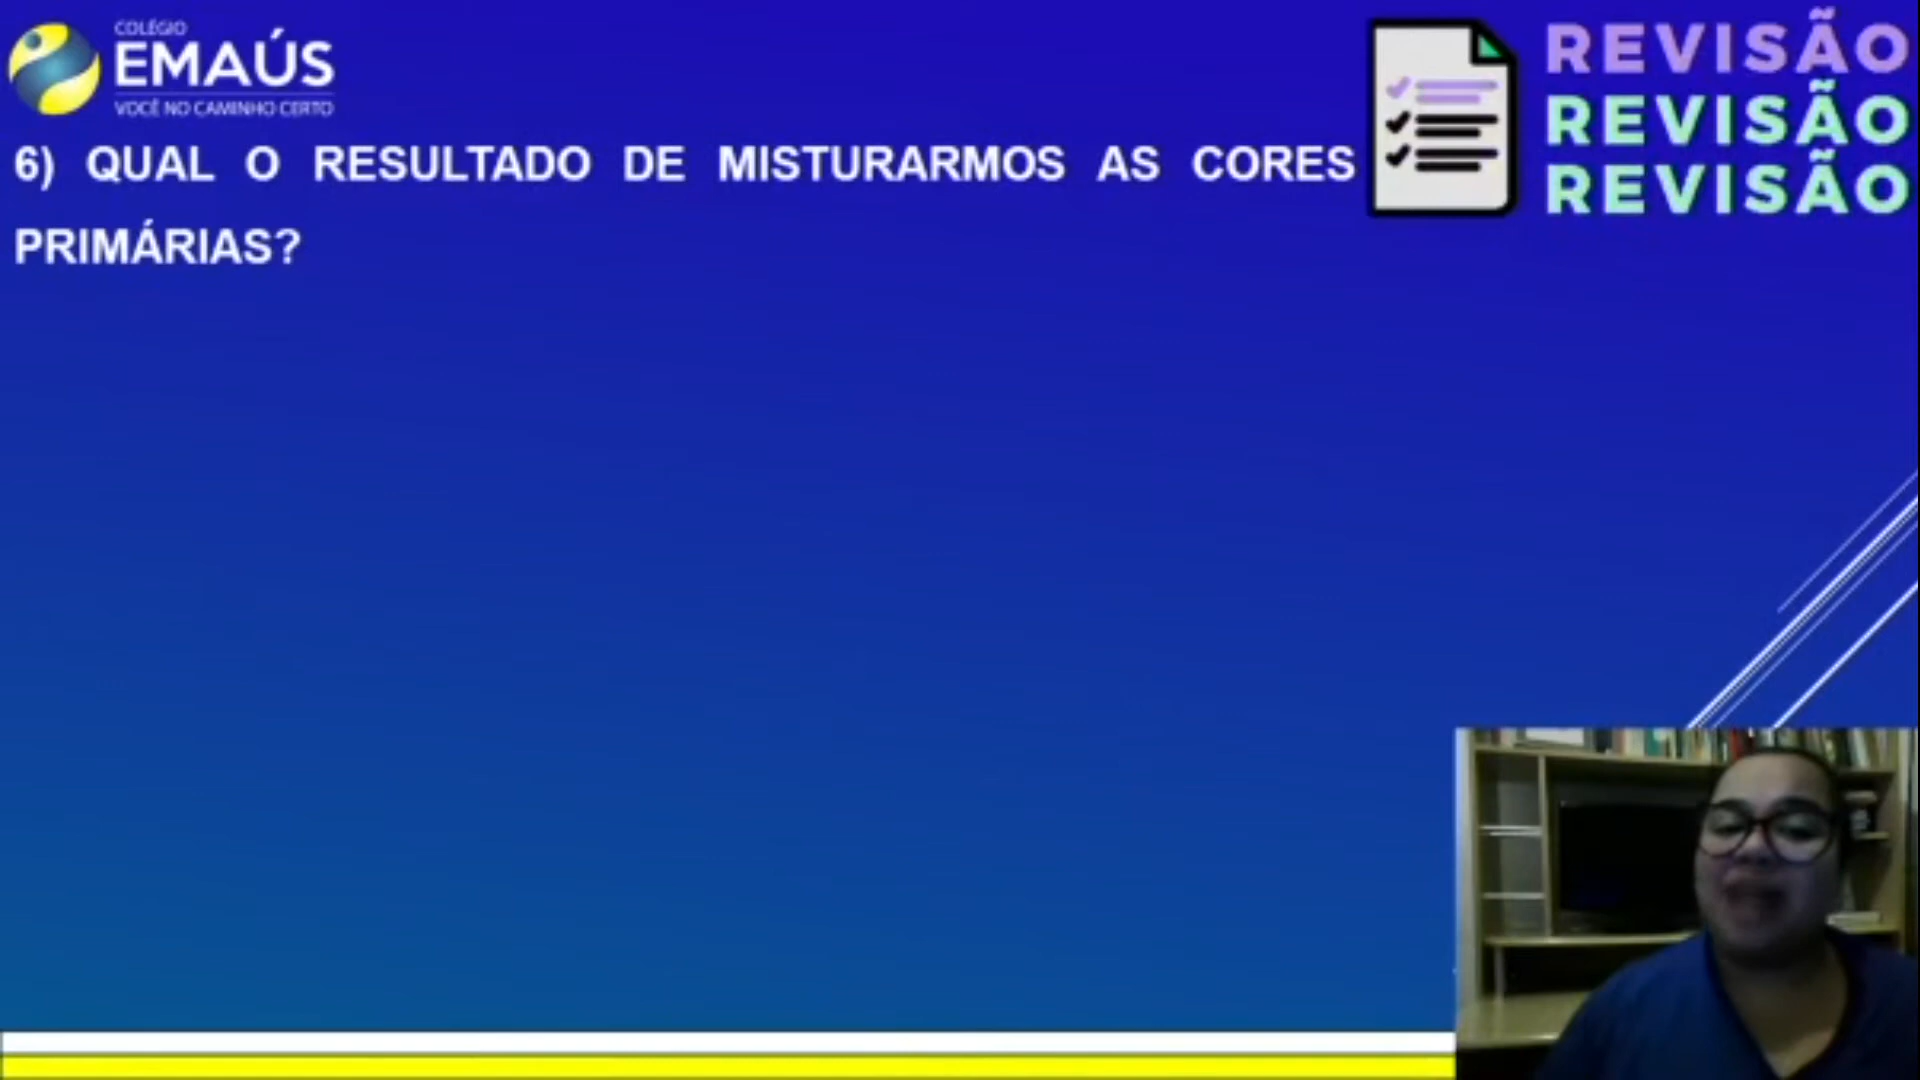 COLÉGIO
EMAÚS
VOCÊ NO CAMINHO CERTO
REVISÃO
REVISÃO
REVISÃO
6) QUAL O RESULTADO DE MISTURARMOS AS CORES
PRIMÁRIAS?